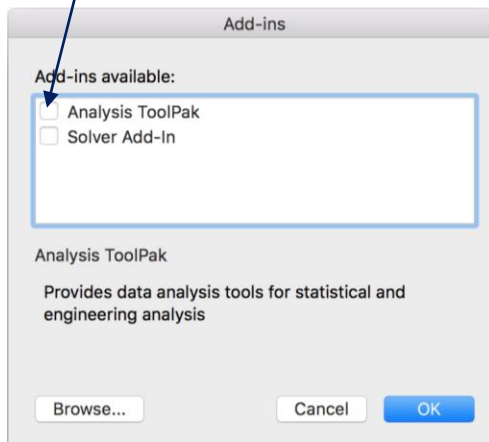 Add-ins
Add-ins available:
Analysis ToolPak
Solver Add-In
Analysis ToolPak
Provides data analysis tools for statistical and
engineering analysis
Browse... Cancel OK